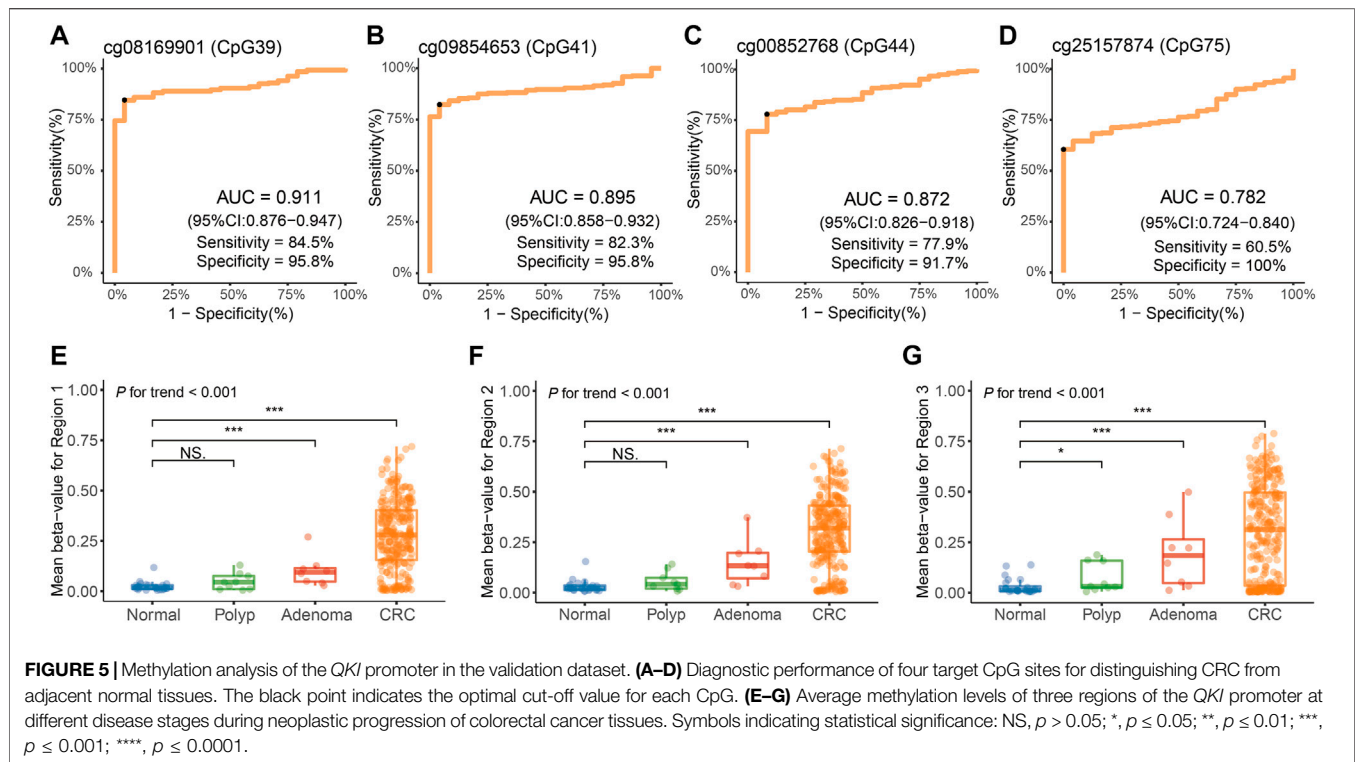 A
cg08169901 (CpG39)
100%
75%
50%
25%
0%
Sensitivity(%)
AUC = 0.911
(95%CI:0.876−0.947)
Sensitivity = 84.5%
Specificity = 95.8%
0% 25% 50% 75% 100%
1 − Specificity(%)
B
cg09854653 (CpG41)
100%
75%
50%
25%
0%
Sensitivity(%)
AUC = 0.895
(95%CI:0.858−0.932)
Sensitivity = 82.3%
Specificity = 95.8%
0% 25% 50% 75% 100%
1 − Specificity(%)
C
cg00852768 (CpG44)
100%
75%
50%
25%
0%
Sensitivity(%)
AUC = 0.872
(95%CI:0.826−0.918)
Sensitivity = 77.9%
Specificity = 91.7%
0% 25% 50% 75% 100%
1 − Specificity(%)
D
cg25157874 (CpG75)
100%
75%
50%
25%
0%
Sensitivity(%)
AUC = 0.782
(95%CI:0.724−0.840)
Sensitivity = 60.5%
Specificity = 100%
0% 25% 50% 75% 100%
1 − Specificity(%)
E
Mean beta−value for Region 1
1.00
0.75
0.50
0.25
0.00
P for trend < 0.001
***
***
NS.
Normal Polyp Adenoma CRC
F
Mean beta−value for Region 2
1.00
0.75
0.50
0.25
0.00
P for trend < 0.001
***
***
NS.
Normal Polyp Adenoma CRC
G
Mean beta−value for Region 3
1.00
0.75
0.50
0.25
0.00
P for trend < 0.001
***
***
*
Normal Polyp Adenoma CRC
FIGURE 5 | Methylation analysis of the QKI promoter in the validation dataset. (A–D) Diagnostic performance of four target CpG sites for distinguishing CRC from
adjacent normal tissues. The black point indicates the optimal cut-off value for each CpG. (E–G) Average methylation levels of three regions of the QKI promoter at
different disease stages during neoplastic progression of colorectal cancer tissues. Symbols indicating statistical significance: NS, p > 0.05; *, p ≤ 0.05; **, p ≤ 0.01; ***,
p ≤ 0.001; ****, p ≤ 0.0001.